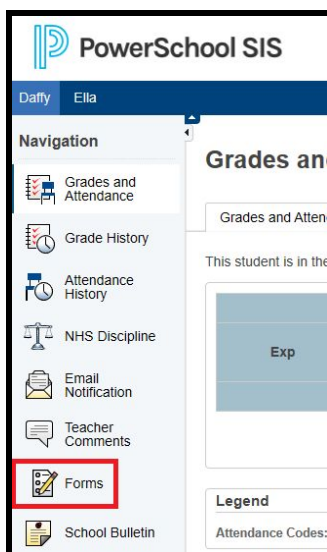 PowerSchool SIS
Daffy Ella
Navigation
Grades and
Attendance
Grade History
Attendance
History
NHS Discipline
Email
Notification
Teacher
Comments
Forms
School Bulletin
Grades an
Grades and Atten
This student is in the
Exp
Legend
Attendance Codes: